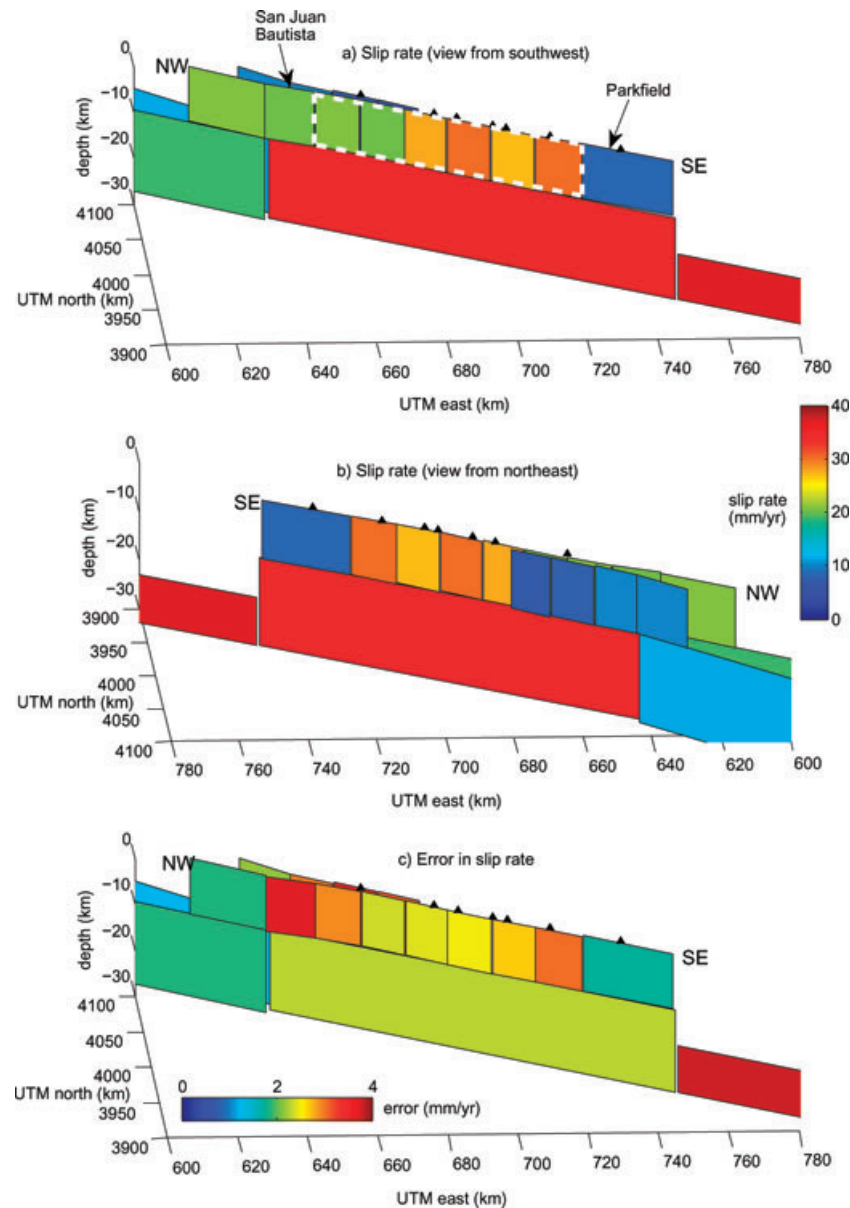 San Juan
Bautista
a) Slip rate (view from southwest)
NW
Parkfield
SE
0
−10
−20
−30
depth (km)
4100
4050
4000
3950
3900
UTM north (km)
600
620
640
660
680
700
720
740
760
780
UTM east (km)
b) Slip rate (view from northeast)
SE
NW
0
−10
−20
−30
depth (km)
3900
3950
4000
4050
4100
UTM north (km)
780
760
740
720
700
680
660
640
620
600
UTM east (km)
slip rate
(mm/yr)
40
30
20
10
0
c) Error in slip rate
NW
SE
0
−10
−20
−30
depth (km)
4100
4050
4000
3950
3900
UTM north (km)
0
2
4
error (mm/yr)
600
620
640
660
680
700
720
740
760
780
UTM east (km)